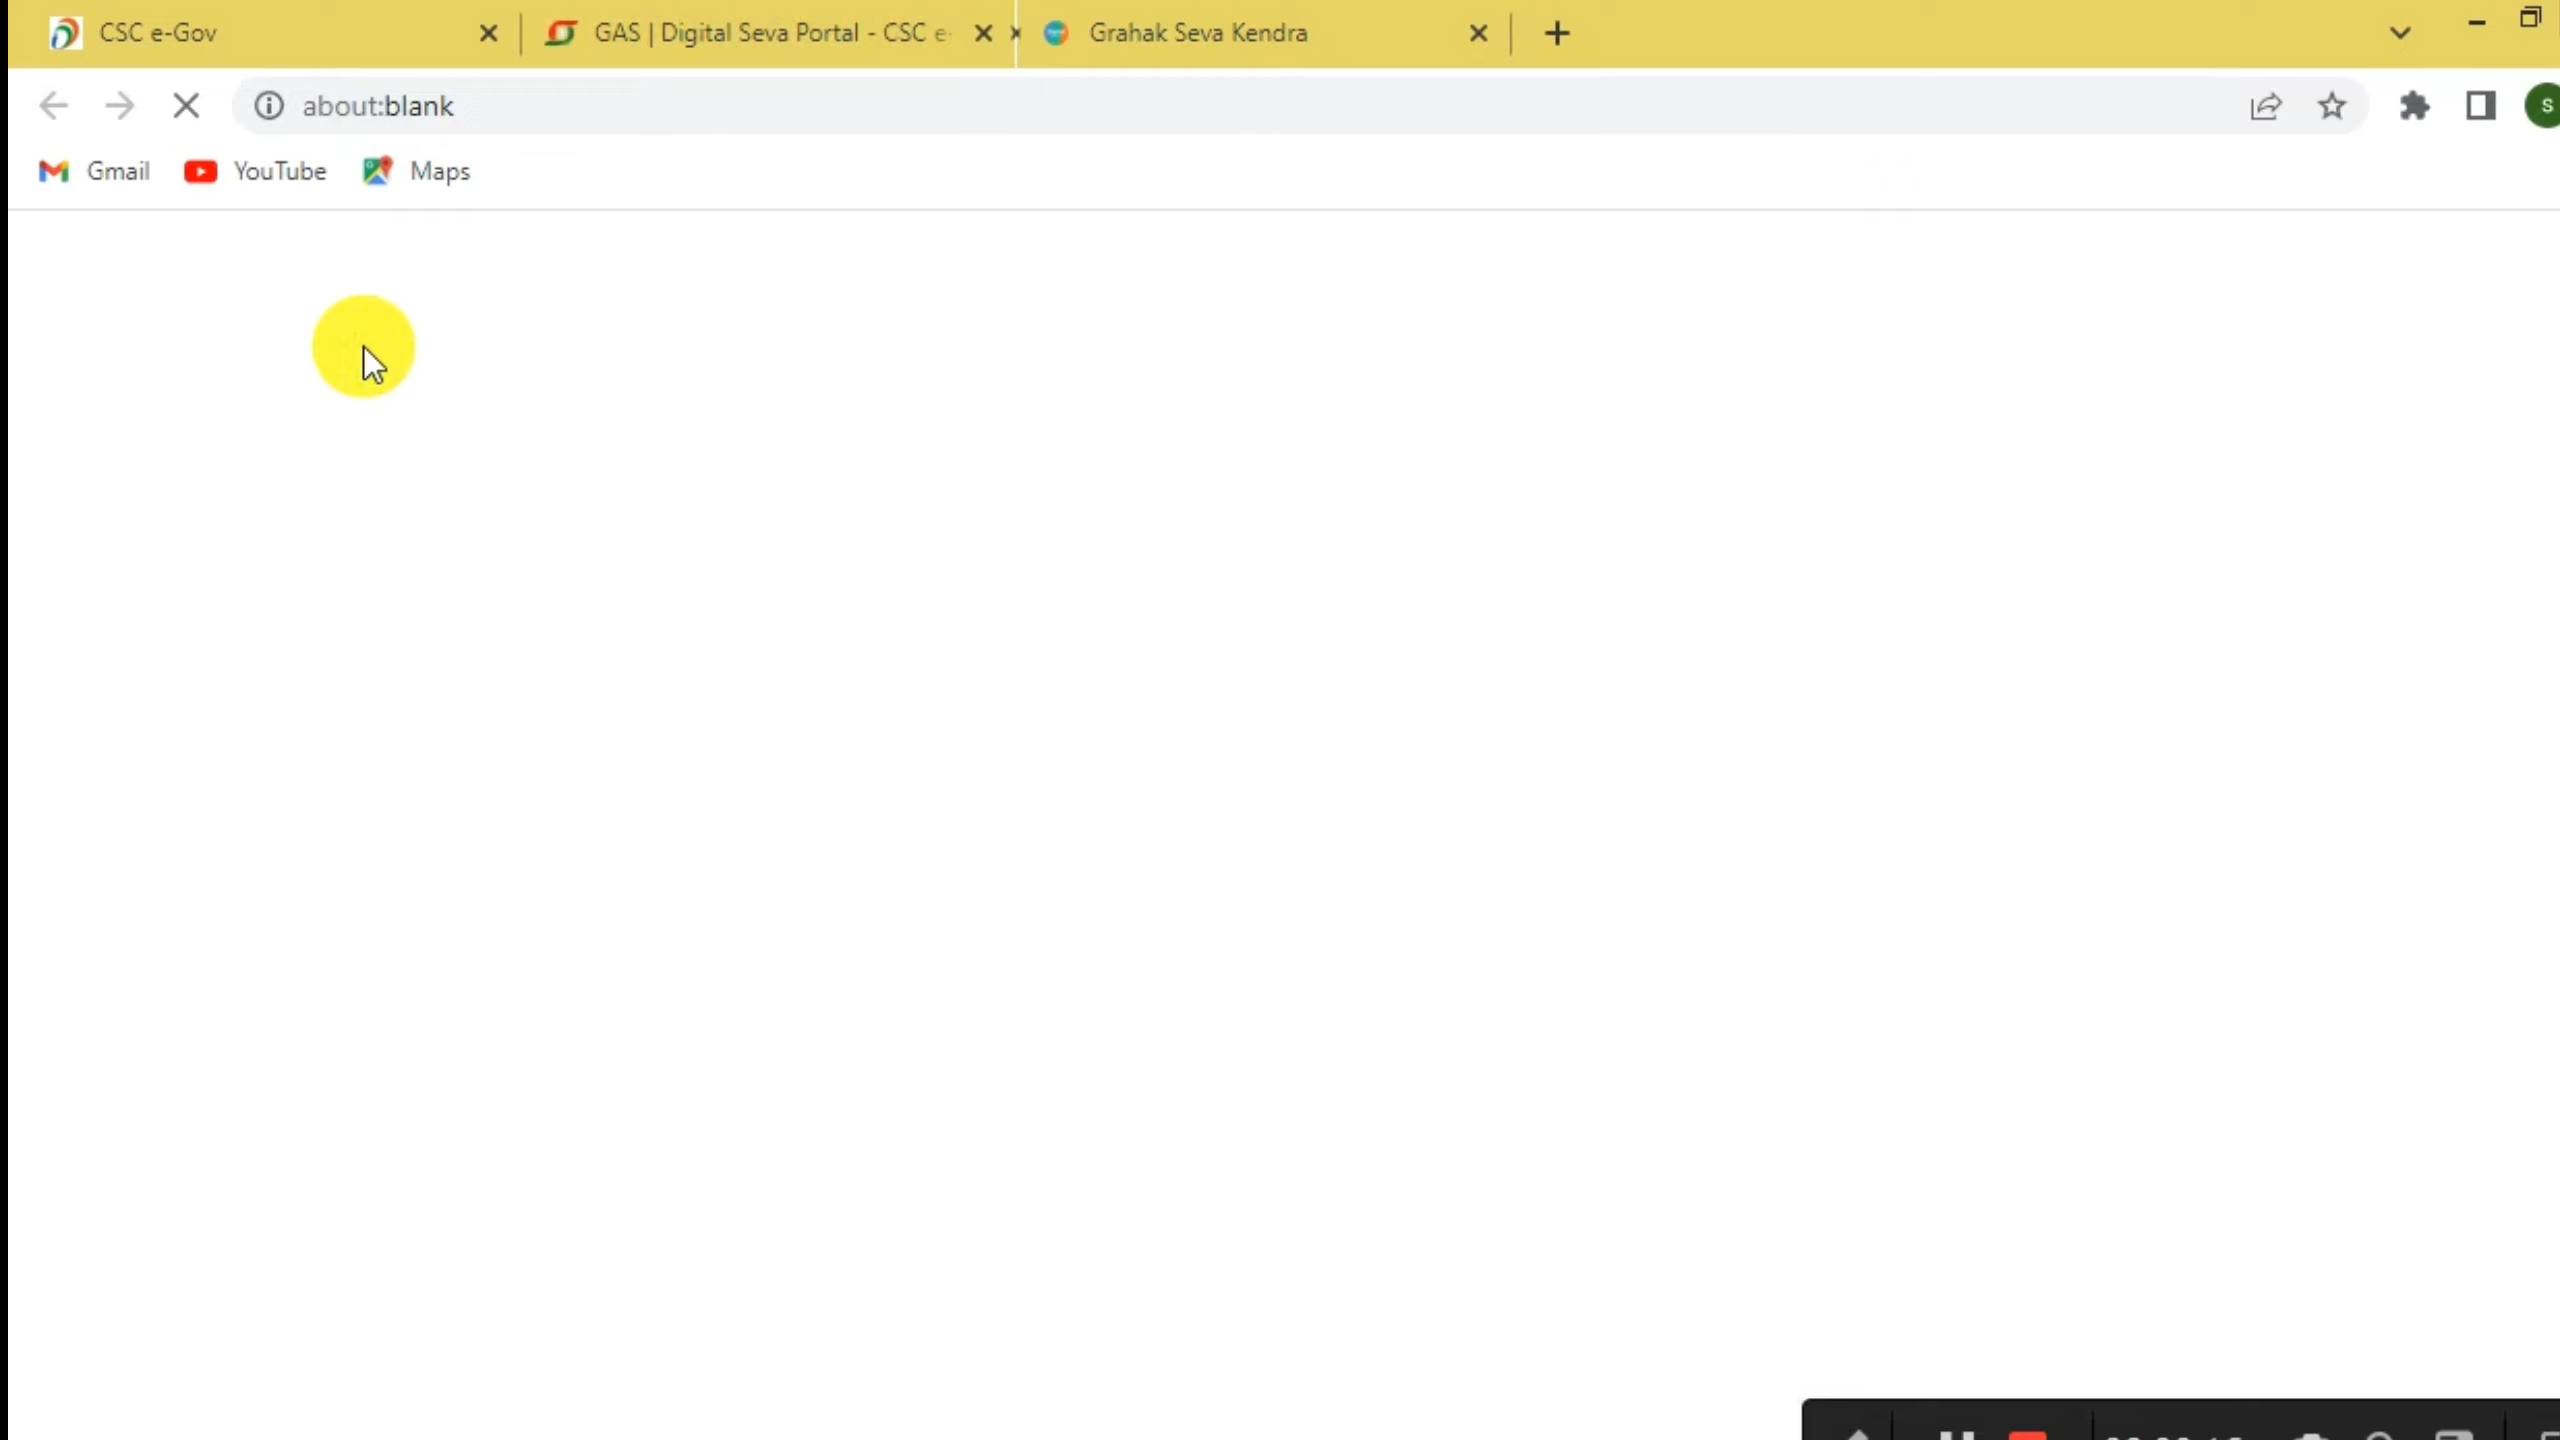 CSC e-Gov
GAS | Digital Seva Portal - CSC e-
Grahak Seva Kendra
about:blank
S
Gmail
YouTube
Maps